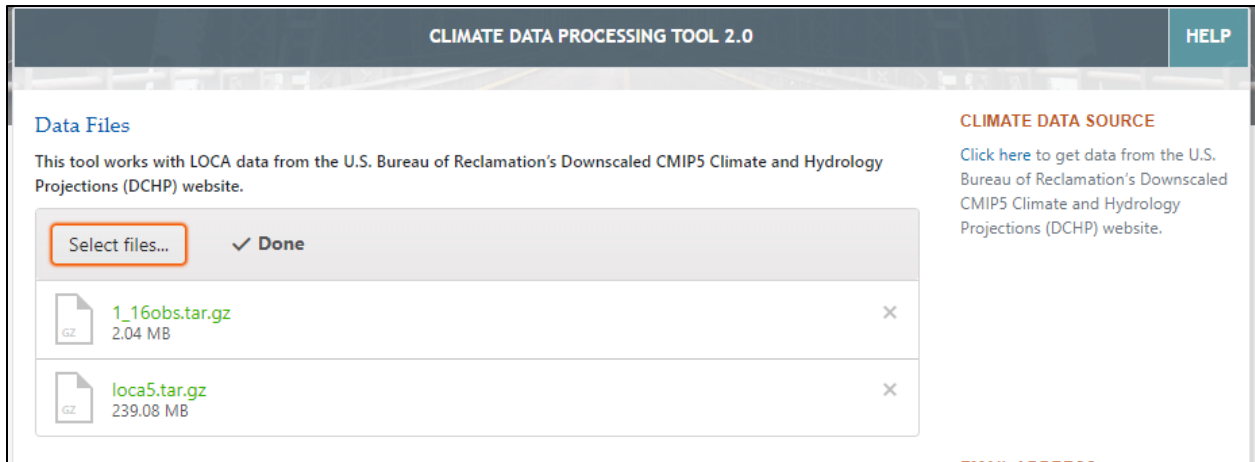 CLIMATE DATA PROCESSING TOOL 2.0
HELP
Data Files
This tool works with LOCA data from the U.S. Bureau of Reclamation's Downscaled CMIP5 Climate and Hydrology
Projections (DCHP) website.
Select files...
✓ Done
GZ
1_16obs.tar.gz
2.04 MB
GZ
loca5.tar.gz
239.08 MB
CLIMATE DATA SOURCE
Click here to get data from the U.S.
Bureau of Reclamation's Downscaled
CMIP5 Climate and Hydrology
Projections (DCHP) website.